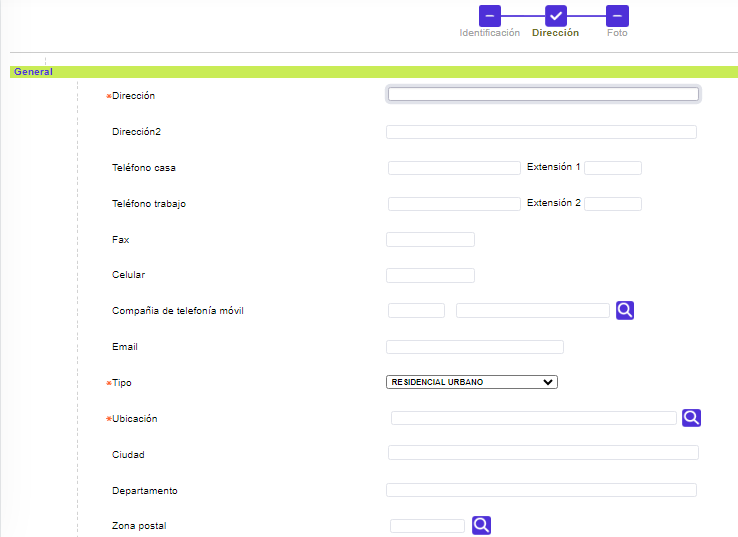 Identificación Dirección Foto
General
*Dirección
Dirección2
Teléfono casa Extensión 1
Teléfono trabajo Extensión 2
Fax
Celular
Compañia de telefonía móvil
Email
*Tipo RESIDENCIAL URBANO
*Ubicación
Ciudad
Departamento
Zona postal